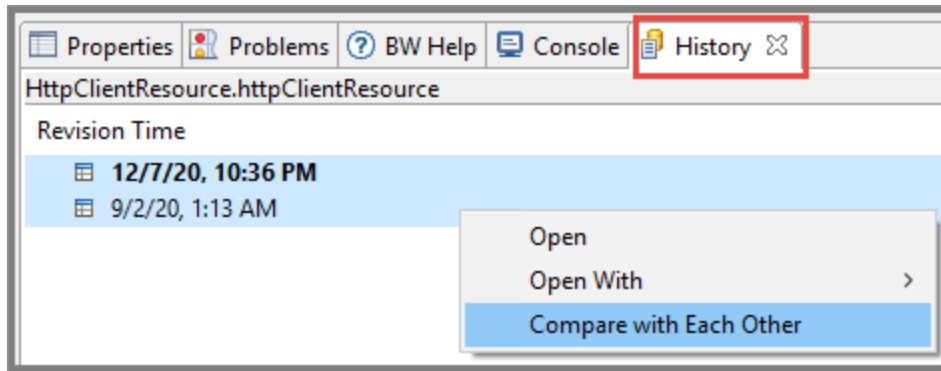 Properties Problems BW Help Console History
HttpClientResource.httpClientResource
Revision Time
12/7/20, 10:36 PM
9/2/20, 1:13 AM
Open
Open With
Compare with Each Other